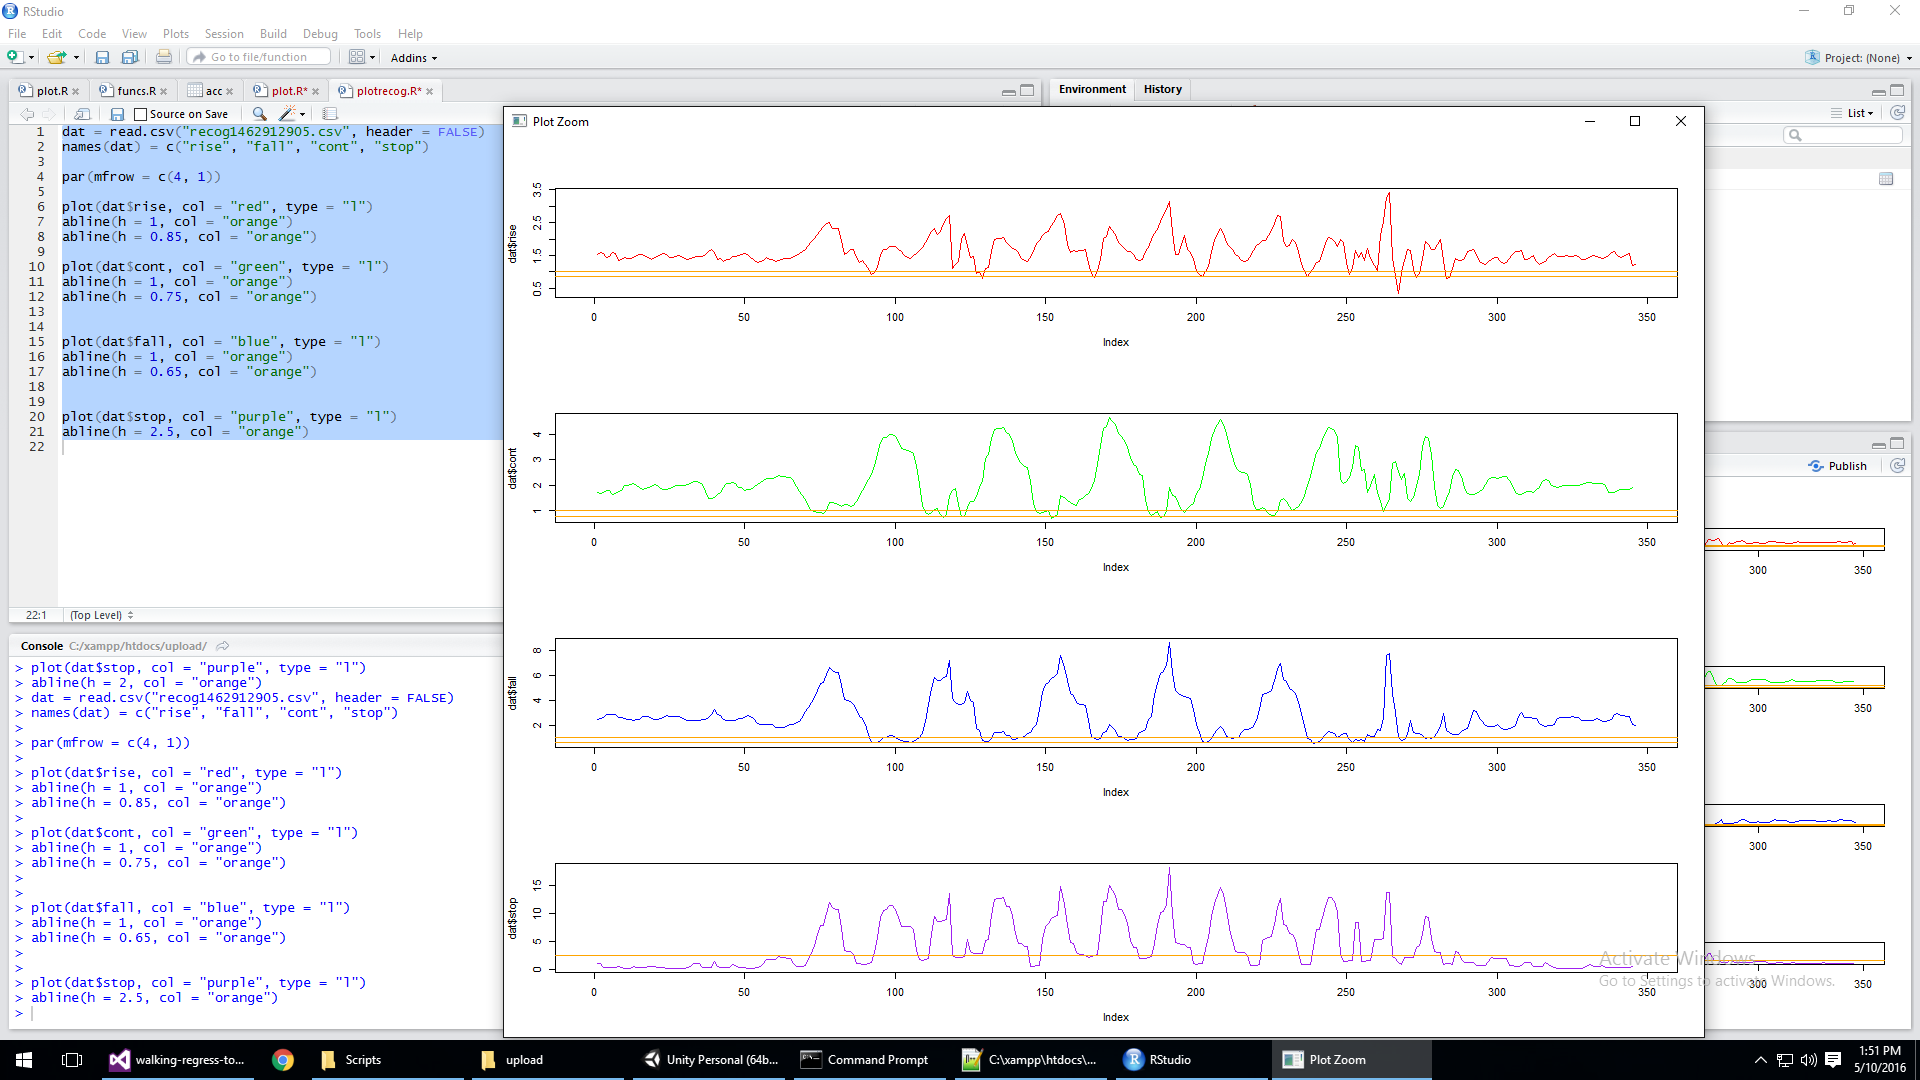 RStudio
File Edit Code View Plots Session Build Debug Tools Help
Go to file/function Addins Project: (None)
plot.R funcs.R acc plot.R* plotrecog.R* Environment History
Source on Save List
1 dat = read.csv("recog1462912905.csv", header = FALSE)
2 names(dat) = c("rise", "fall", "cont", "stop")
3
4 par(mfrow = c(4, 1))
5
6 plot(dat$rise, col = "red", type = "l")
7 abline(h = 1, col = "orange")
8 abline(h = 0.85, col = "orange")
9
10 plot(dat$cont, col = "green", type = "l")
11 abline(h = 1, col = "orange")
12 abline(h = 0.75, col = "orange")
13
14
15 plot(dat$fall, col = "blue", type = "l")
16 abline(h = 1, col = "orange")
17 abline(h = 0.65, col = "orange")
18
19
20 plot(dat$stop, col = "purple", type = "l")
21 abline(h = 2.5, col = "orange")
22
22:1 (Top Level)
Console C:/xampp/htdocs/upload/
> plot(dat$stop, col = "purple", type = "l")
> abline(h = 2, col = "orange")
> dat = read.csv("recog1462912905.csv", header = FALSE)
> names(dat) = c("rise", "fall", "cont", "stop")
>
> par(mfrow = c(4, 1))
>
> plot(dat$rise, col = "red", type = "l")
> abline(h = 1, col = "orange")
> abline(h = 0.85, col = "orange")
>
> plot(dat$cont, col = "green", type = "l")
> abline(h = 1, col = "orange")
> abline(h = 0.75, col = "orange")
>
>
> plot(dat$fall, col = "blue", type = "l")
> abline(h = 1, col = "orange")
> abline(h = 0.65, col = "orange")
>
>
> plot(dat$stop, col = "purple", type = "l")
> abline(h = 2.5, col = "orange")
>
Plot Zoom
dat$rise
0.5 1.5 2.5 3.5
0 50 100 150 200 250 300 350
Index
dat$cont
1 2 3 4
0 50 100 150 200 250 300 350
Index
dat$fall
2 4 6 8
0 50 100 150 200 250 300 350
Index
dat$stop
0 5 10 15
0 50 100 150 200 250 300 350
Index
Publish
300 350
300 350
300 350
300 350
Activate Windows
Go to Settings to activate Windows.
walking-regress-to... Scripts upload Unity Personal (64b... Command Prompt C:\xampp\htdocs\... RStudio Plot Zoom
1:51 PM
5/10/2016